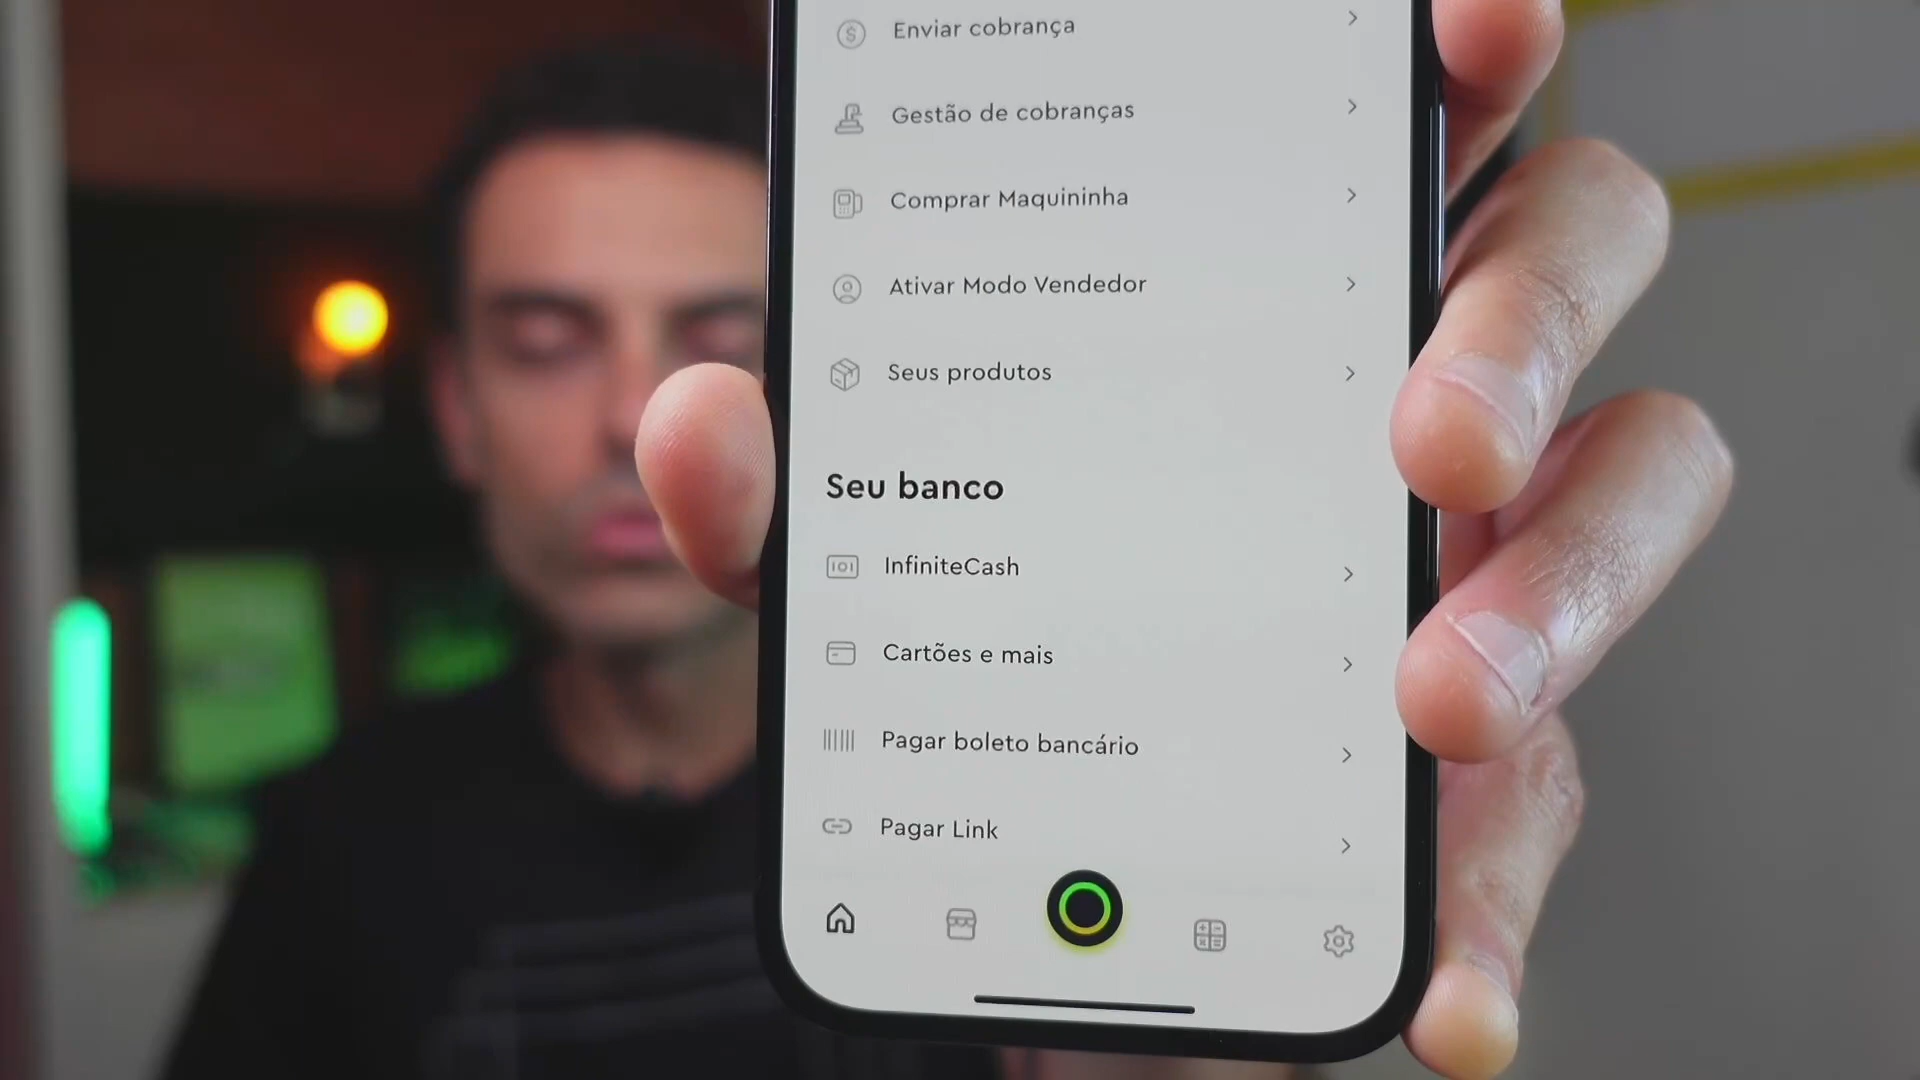 Enviar cobrança
Gestão de cobranças
Comprar Maquininha
Ativar Modo Vendedor
Seus produtos
Seu banco
InfiniteCash
Cartões e mais
Pagar boleto bancário
Pagar Link